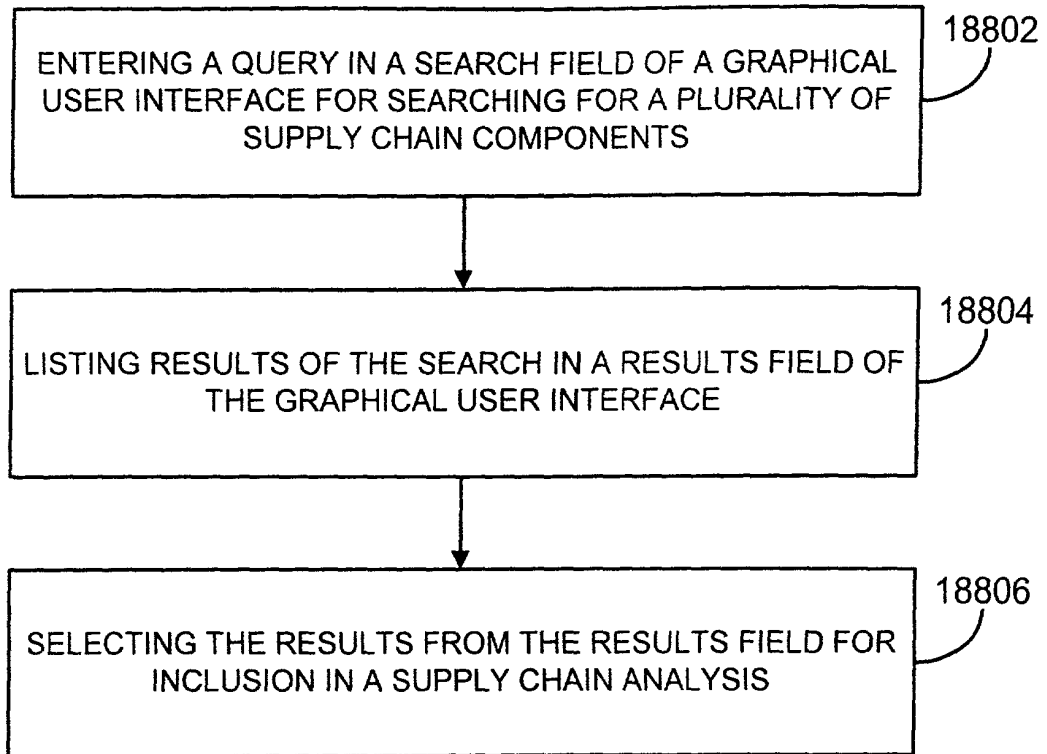 18802
ENTERING A QUERY IN A SEARCH FIELD OF A GRAPHICAL
USER INTERFACE FOR SEARCHING FOR A PLURALITY OF
SUPPLY CHAIN COMPONENTS
18804
LISTING RESULTS OF THE SEARCH IN A RESULTS FIELD OF
THE GRAPHICAL USER INTERFACE
18806
SELECTING THE RESULTS FROM THE RESULTS FIELD FOR
INCLUSION IN A SUPPLY CHAIN ANALYSIS